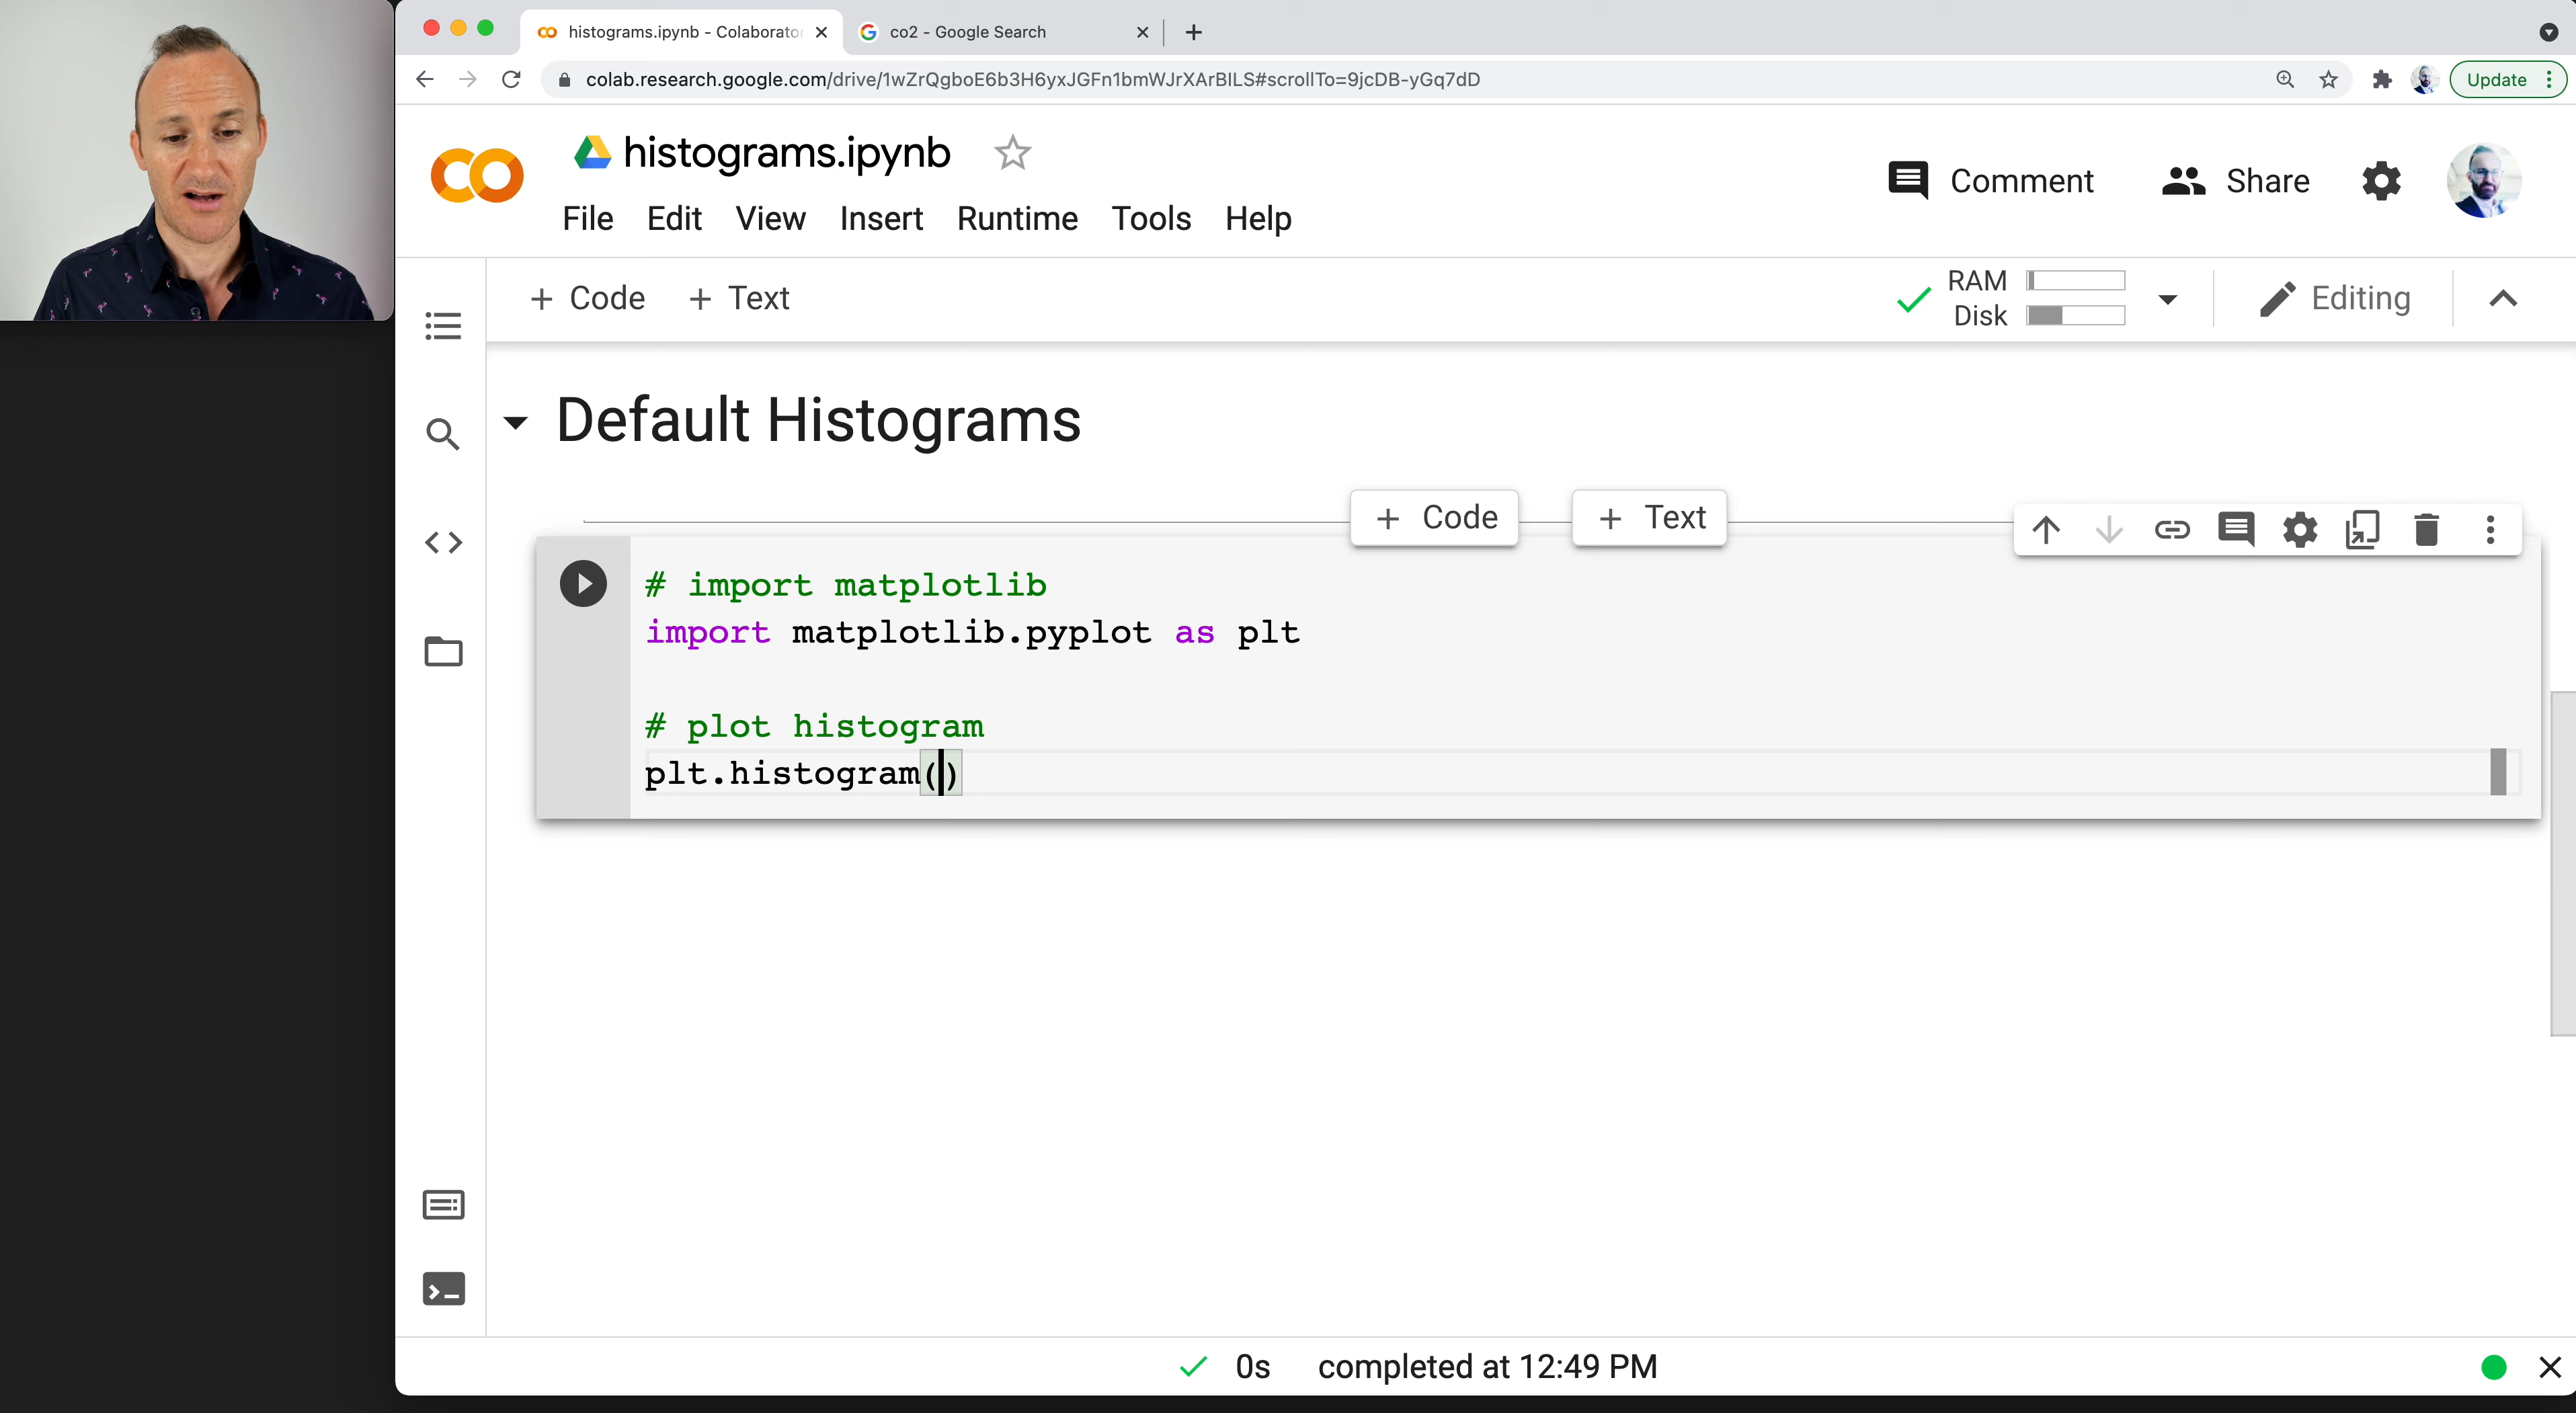 histograms.ipynb - Colaborator
co2 - Google Search
colab.research.google.com/drive/1wZrQgboE6b3H6yxJGFn1bmWJrXArBILS#scrollTo=9jcDB-yGq7dD
Update
histograms.ipynb
Comment
Share
File Edit View Insert Runtime Tools Help
+ Code + Text
RAM
Disk
Editing
Default Histograms
+ Code + Text
# import matplotlib
import matplotlib.pyplot as plt
# plot histogram
plt.histogram()
0s completed at 12:49 PM